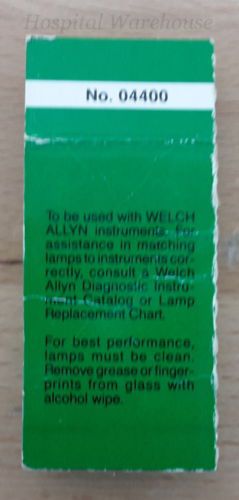 Hospital Warehouse
No. 04400
To be used with WELCH
ALLYN instruments. For
assistance in matching
lamps to instruments cor-
rectly, consult a Welch
Allyn Diagnostic Instru-
ment Catalog or Lamp
Replacement Chart.
For best performance,
lamps must be clean.
Remove grease or finger-
prints from glass with
alcohol wipe.